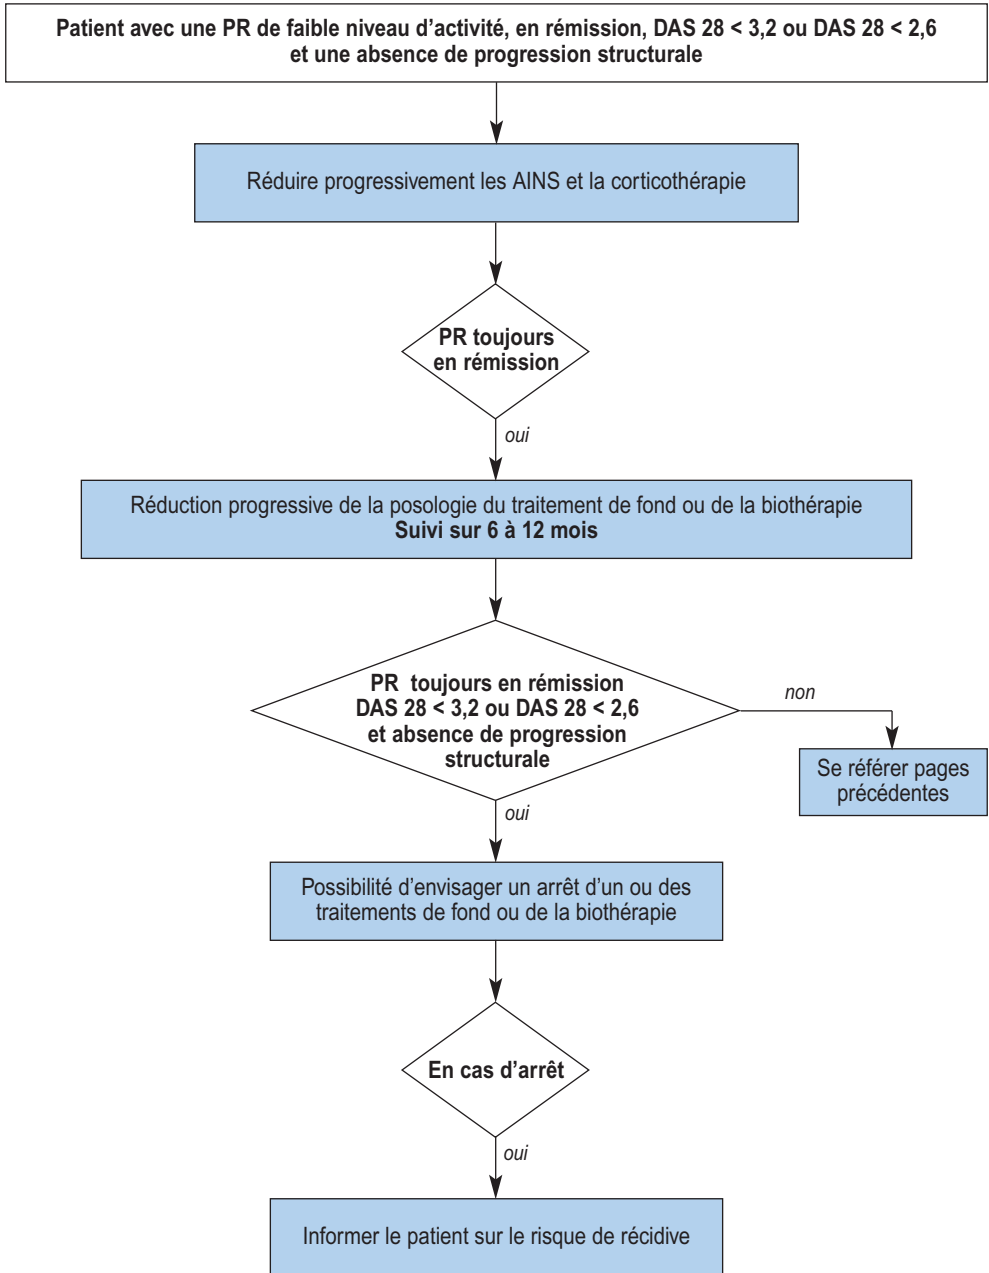 Patient avec une PR de faible niveau d'activité, en rémission, DAS 28 < 3,2 ou DAS 28 < 2,6
et une absence de progression structurale
Réduire progressivement les AINS et la corticothérapie
PR toujours
en rémission
oui
Réduction progressive de la posologie du traitement de fond ou de la biothérapie
Suivi sur 6 à 12 mois
PR toujours en rémission
DAS 28 < 3,2 ou DAS 28 < 2,6
et absence de progression
structurale
non
Se référer pages
précédentes
oui
Possibilité d'envisager un arrêt d'un ou des
traitements de fond ou de la biothérapie
En cas d'arrêt
oui
Informer le patient sur le risque de récidive